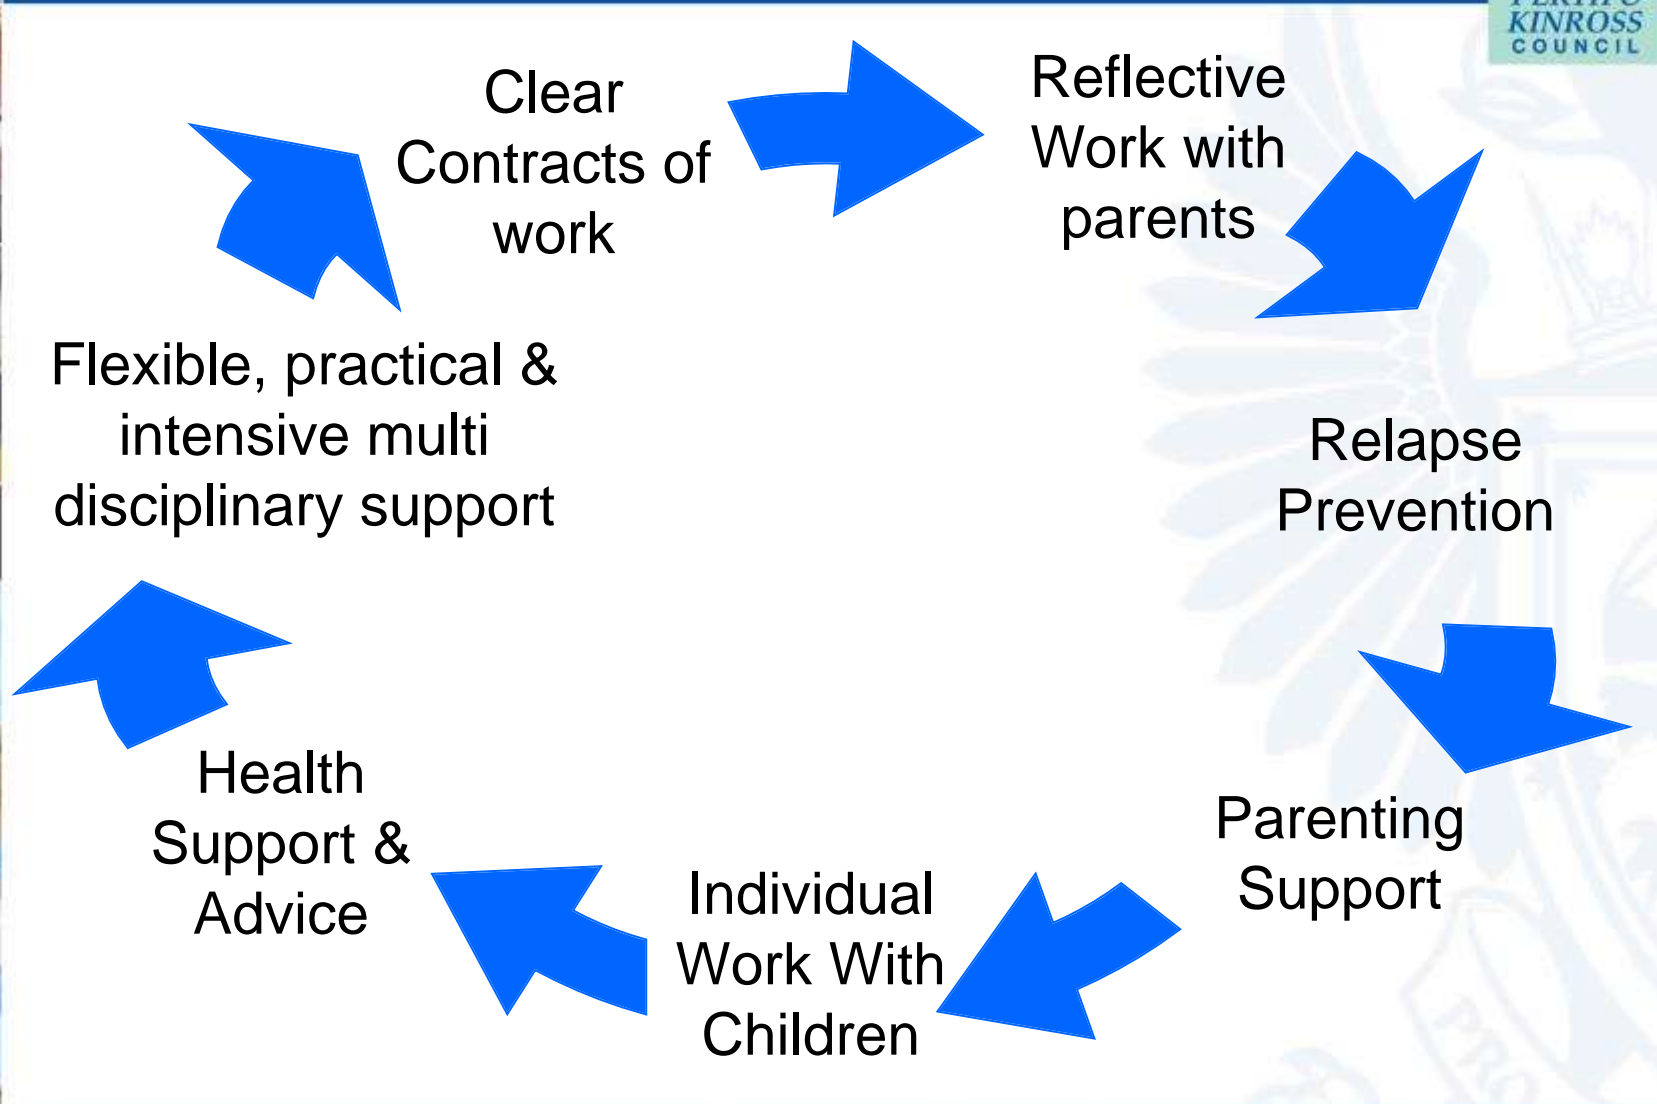 KINROSS
COUNCIL
Clear
Contracts of
work
Reflective
Work with
parents
Relapse
Prevention
Parenting
Support
Individual
Work With
Children
Health
Support &
Advice
Flexible, practical &
intensive multi
disciplinary support